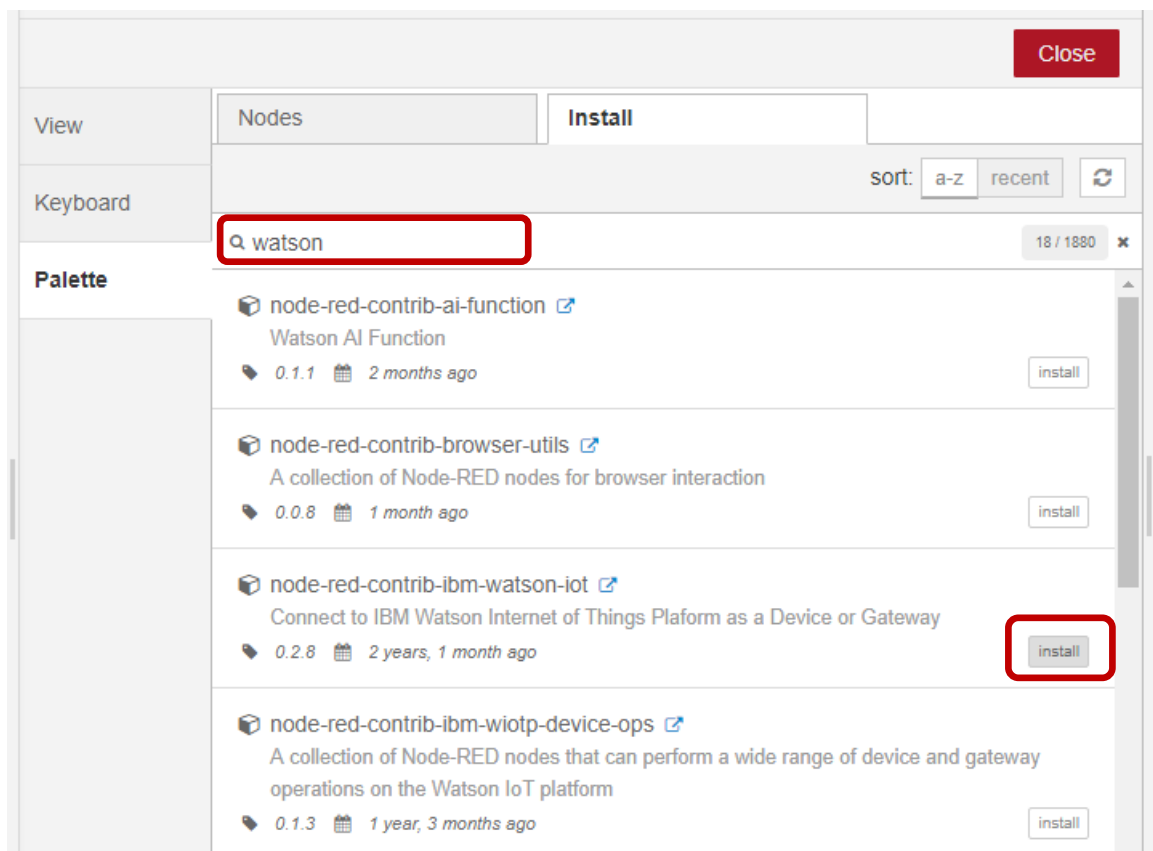 Close
View
Keyboard
Palette
Nodes
Install
sort: a-z recent
watson
18 / 1880
node-red-contrib-ai-function
Watson AI Function
0.1.1 2 months ago
install
node-red-contrib-browser-utils
A collection of Node-RED nodes for browser interaction
0.0.8 1 month ago
install
node-red-contrib-ibm-watson-iot
Connect to IBM Watson Internet of Things Plaform as a Device or Gateway
0.2.8 2 years, 1 month ago
install
node-red-contrib-ibm-wiotp-device-ops
A collection of Node-RED nodes that can perform a wide range of device and gateway
operations on the Watson IoT platform
0.1.3 1 year, 3 months ago
install